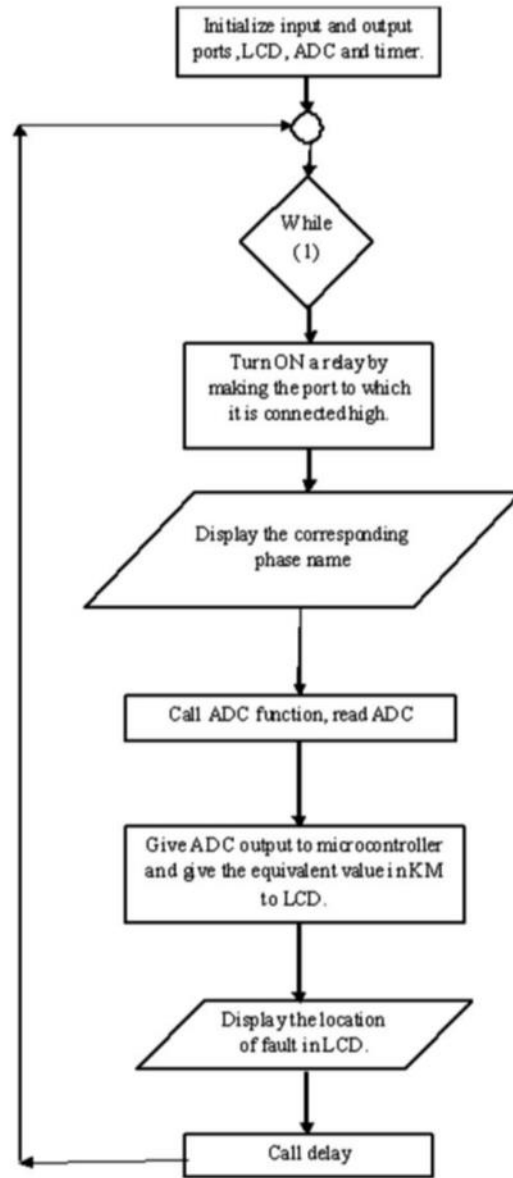 Initialize input and output
ports, LCD, ADC and timer.
While
(1)
Turn ON a relay by
making the port to which
it is connected high.
Display the corresponding
phase name
Call ADC function, read ADC
Give ADC output to microcontroller
and give the equivalent value in KM
to LCD.
Display the location
of fault in LCD.
Call delay